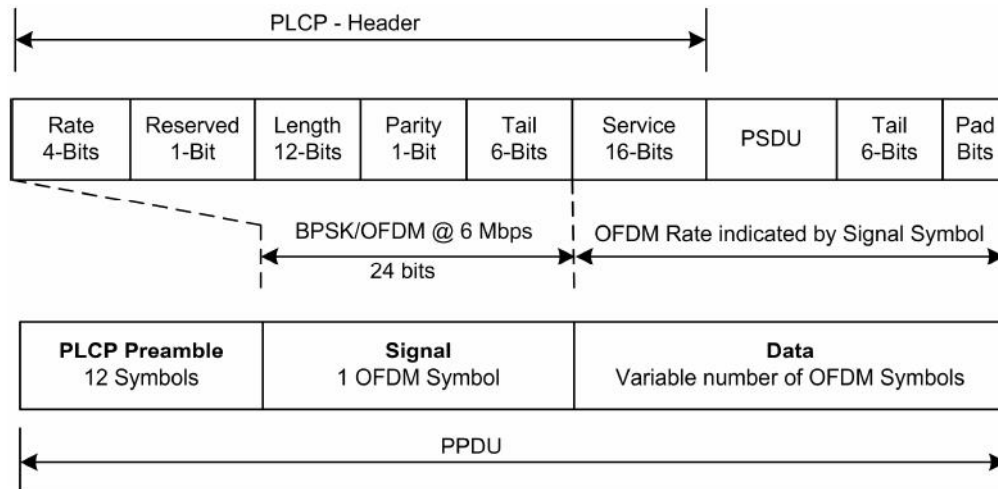 PLCP - Header
Rate
4-Bits
Reserved
1-Bit
Length
12-Bits
Parity
1-Bit
Tail
6-Bits
Service
16-Bits
PSDU
Tail
6-Bits
Pad
Bits
BPSK/OFDM @ 6 Mbps
24 bits
OFDM Rate indicated by Signal Symbol
PLCP Preamble
12 Symbols
Signal
1 OFDM Symbol
Data
Variable number of OFDM Symbols
PPDU